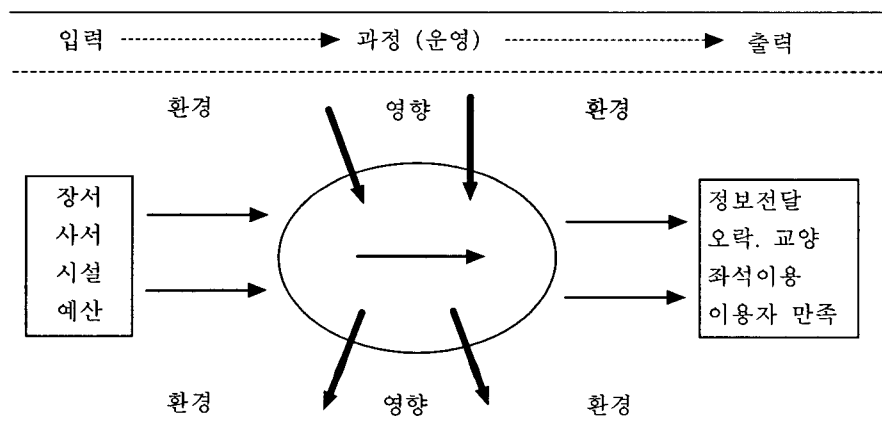 입력 과정 (운영) 출력
환경 영향 환경
장서
사서
시설
예산
정보전달
오락. 교양
좌석이용
이용자 만족
환경 영향 환경